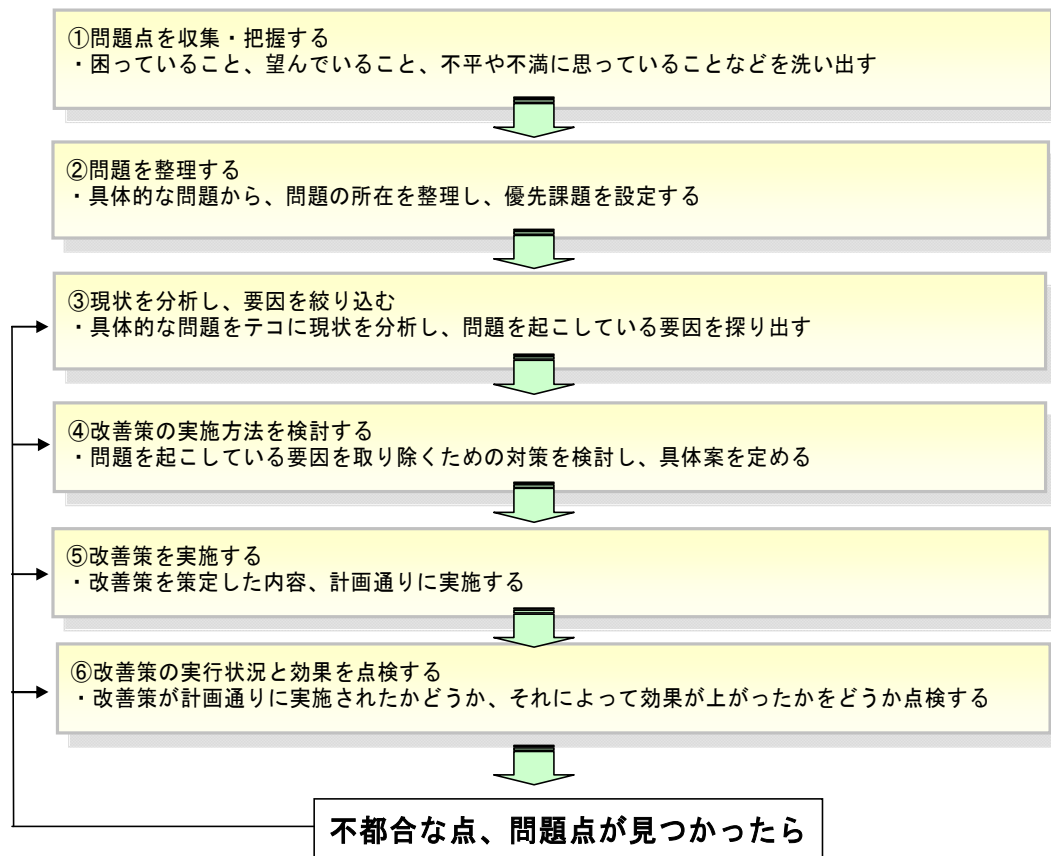 ①問題点を収集・把握する
・困っていること、望んでいること、不平や不満に思っていることなどを洗い出す
②問題を整理する
・具体的な問題から、問題の所在を整理し、優先課題を設定する
③現状を分析し、要因を絞り込む
・具体的な問題をテコに現状を分析し、問題を起こしている要因を探り出す
④改善策の実施方法を検討する
・問題を起こしている要因を取り除くための対策を検討し、具体案を定める
⑤改善策を実施する
・改善策を策定した内容、計画通りに実施する
⑥改善策の実行状況と効果を点検する
・改善策が計画通りに実施されたかどうか、それによって効果が上がったかをどうか点検する
不都合な点、問題点が見つかったら